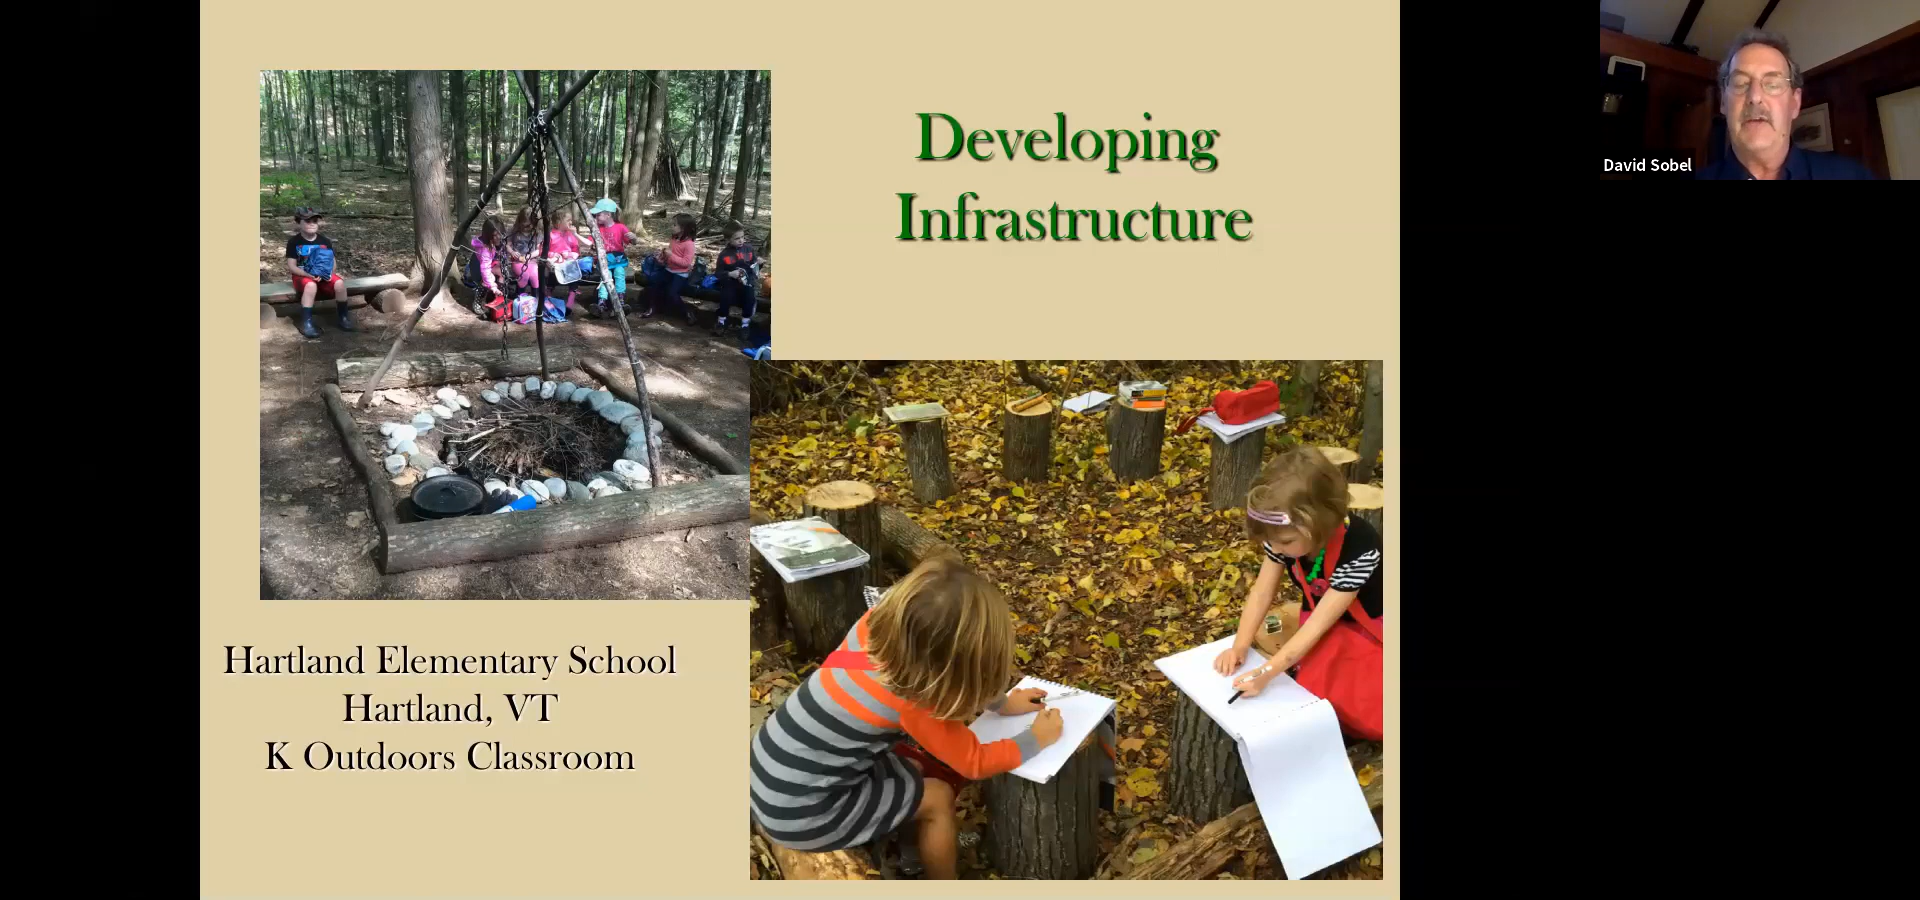 Developing
Infrastructure
David Sobel
Hartland Elementary School
Hartland, VT
K Outdoors Classroom